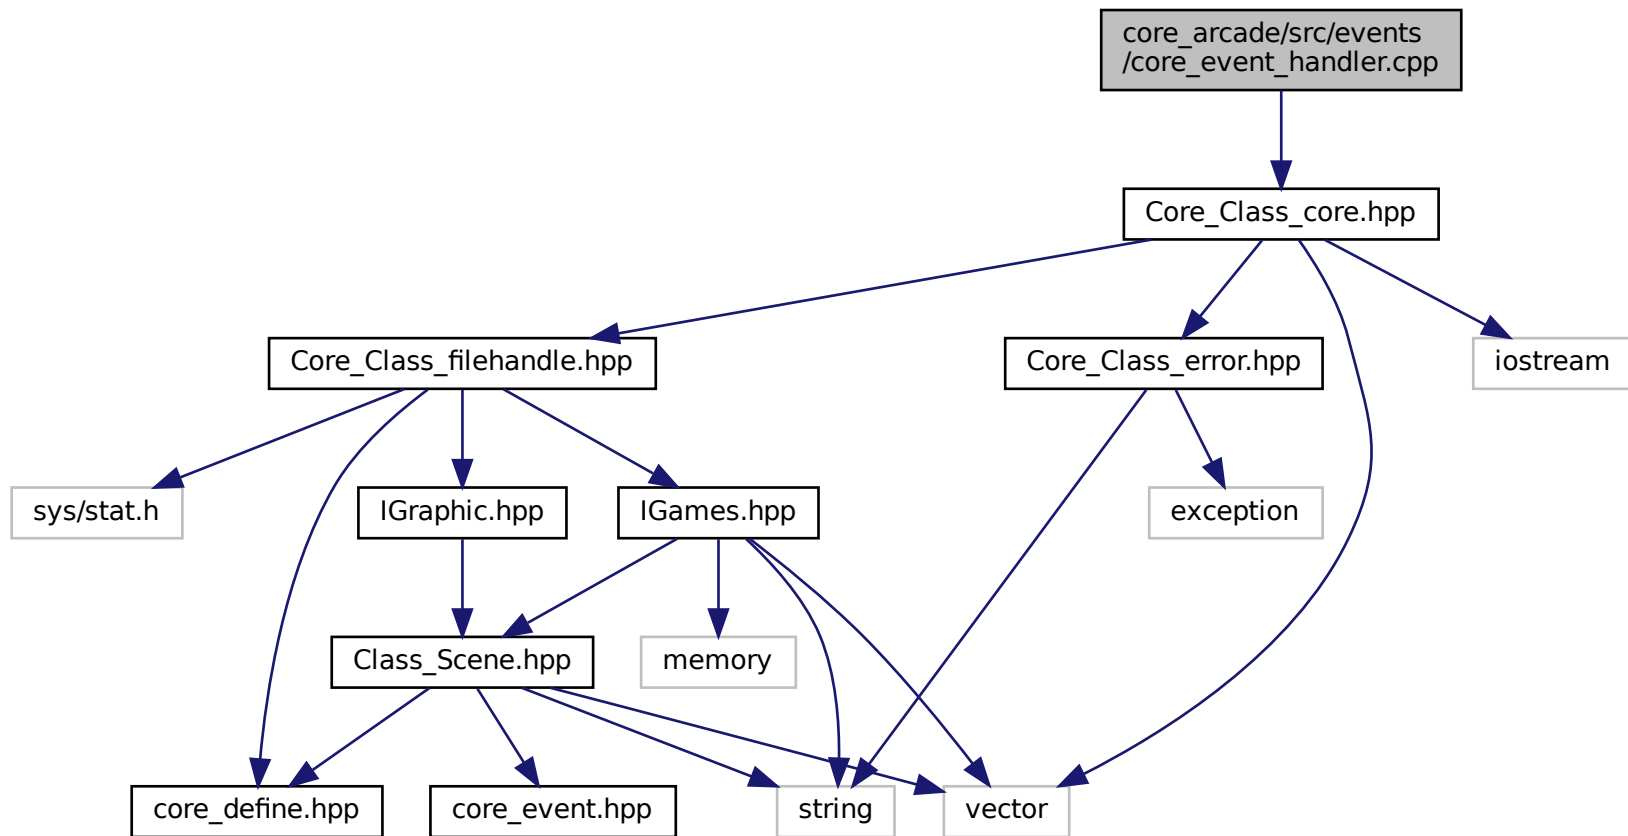 core_arcade/src/events
/core_event_handler.cpp
Core_Class_core.hpp
Core_Class_filehandle.hpp
Core_Class_error.hpp
iostream
sys/stat.h
IGraphic.hpp
IGames.hpp
exception
Class_Scene.hpp
memory
core_define.hpp
core_event.hpp
string
vector